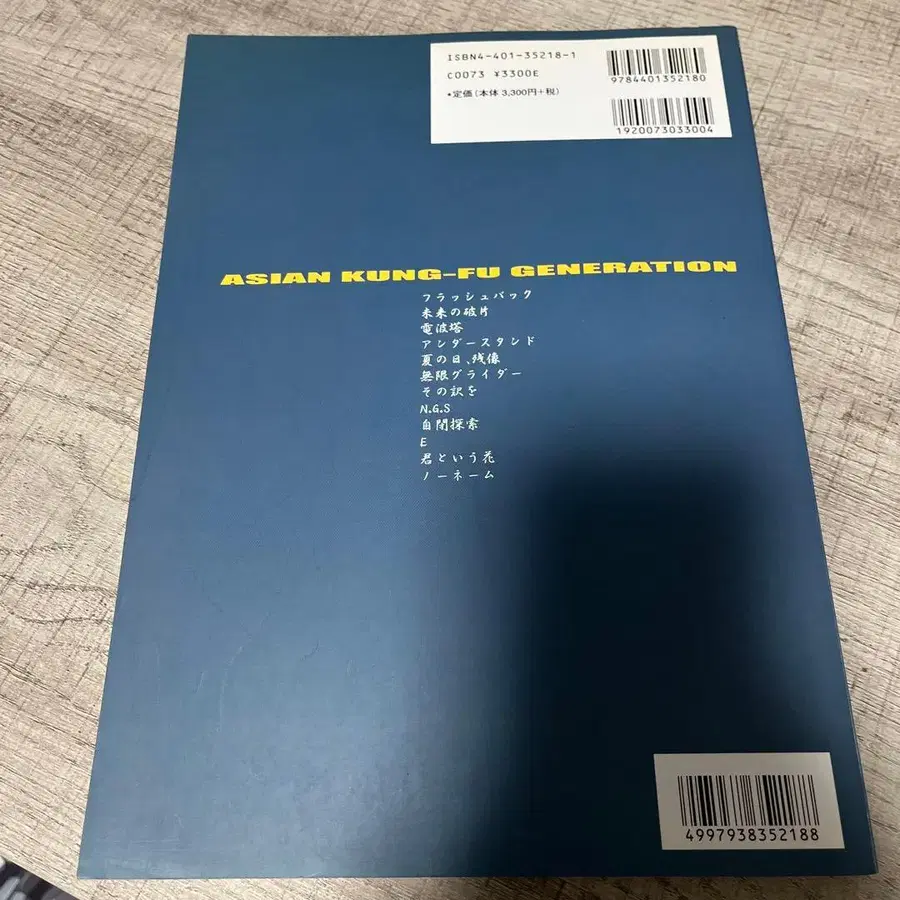 ISBN4-401-35218-1
C0073 ¥3300E
•定価(本体3,300円+税)
9784401352180
1920073033004
ASIAN KUNG-FU GENERATION
フラッシュバック
未来の破片
電波塔
アンダースタンド
夏の日、残像
無限グライダー
その訳を
N.G.S
自閉探索
E
君という花
ノーネーム
4997938352188